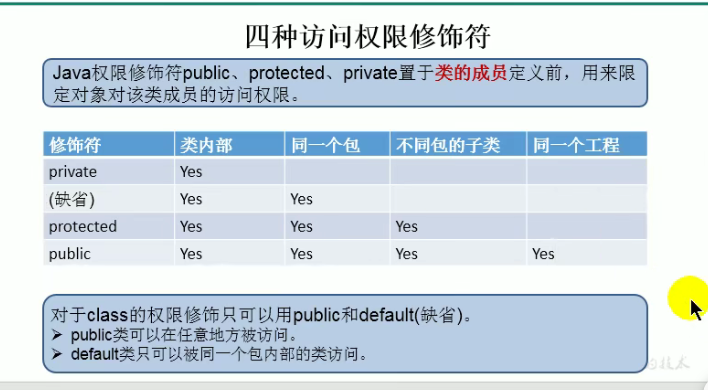 四种访问权限修饰符
Java权限修饰符public、protected、private置于类的成员定义前，用来限
定对象对该类成员的访问权限。
修饰符 类内部 同一个包 不同包的子类 同一个工程
private Yes
(缺省) Yes Yes
protected Yes Yes Yes
public Yes Yes Yes Yes
对于class的权限修饰只可以用public和default(缺省)。
➢ public类可以在任意地方被访问。
➢ default类只可以被同一个包内部的类访问。